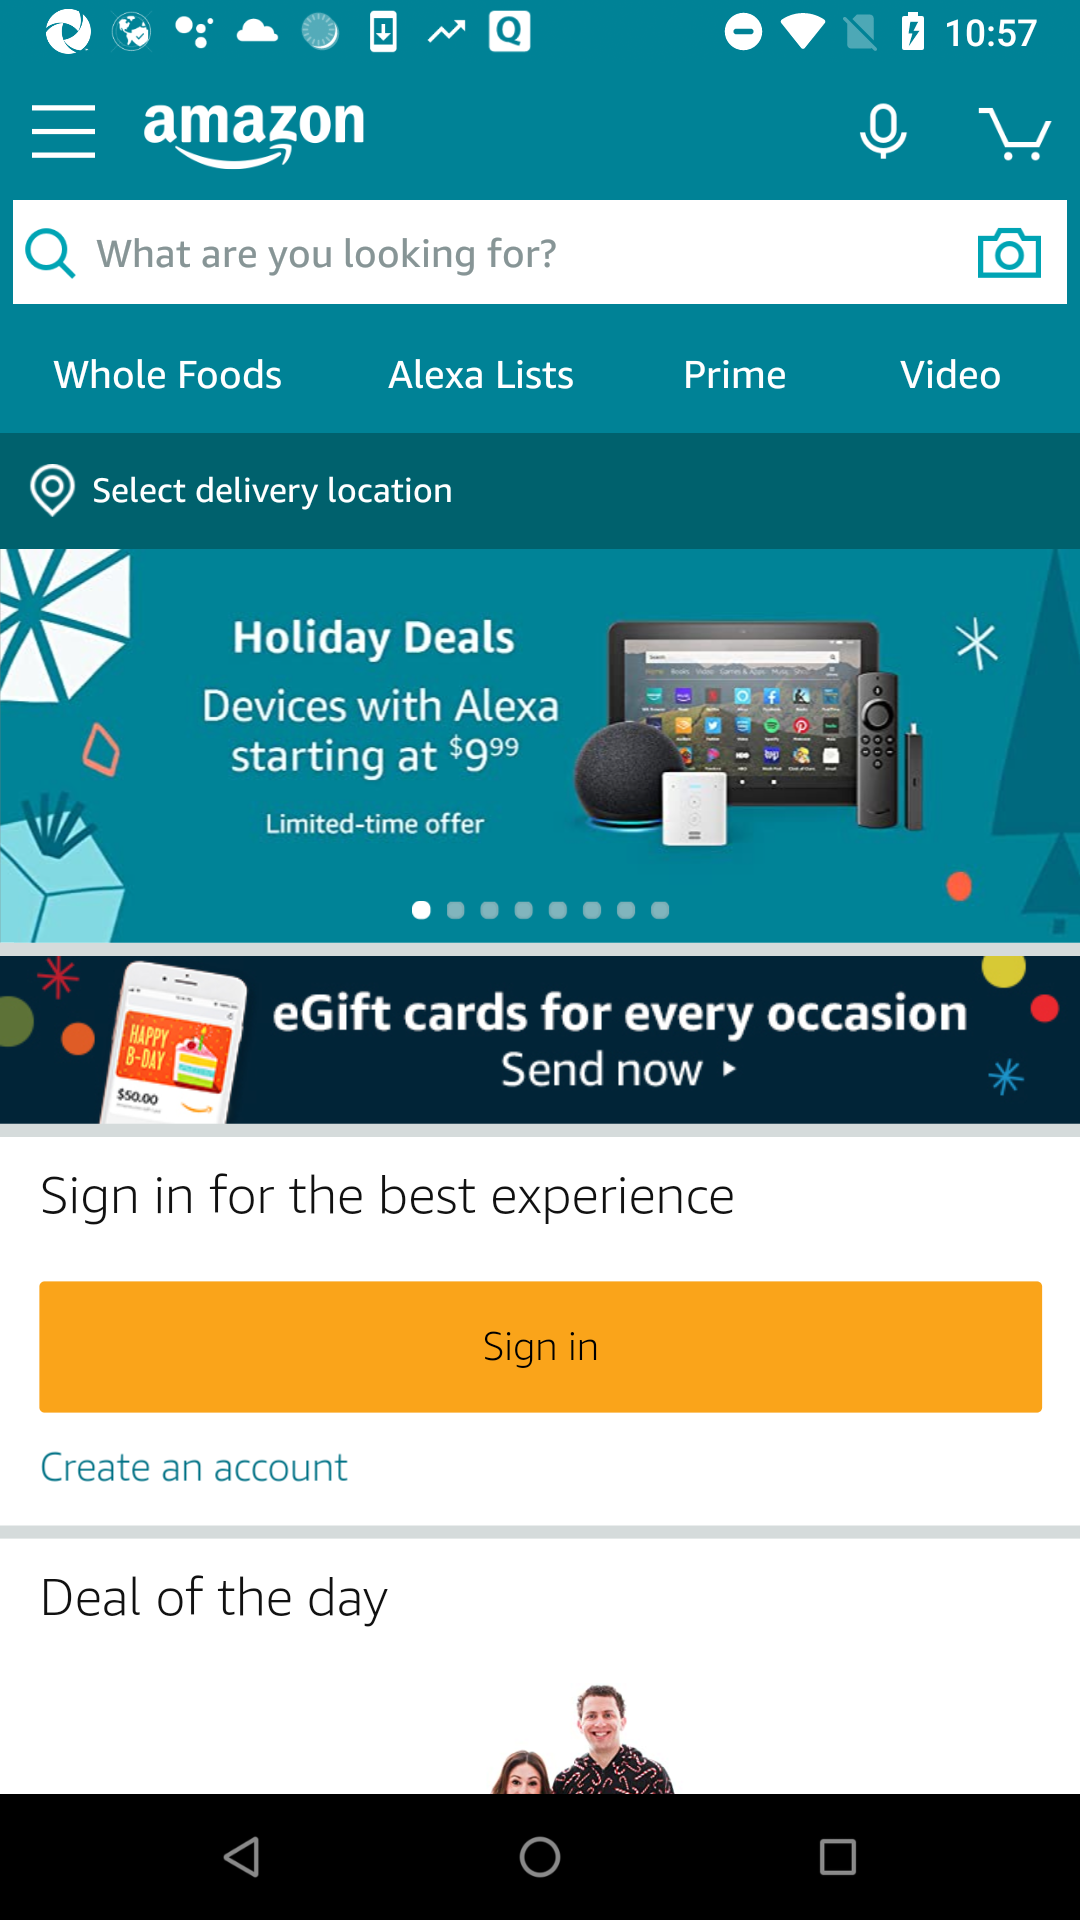 10:57
amazon
What are you looking for?
Whole Foods Alexa Lists Prime Video
Select delivery location
Holiday Deals
Devices with Alexa
starting at $999
Limited-time offer
eGift cards for every occasion
Send now ▸
HAPPY
B-DAY
$50.00
Sign in for the best experience
Sign in
Create an account
Deal of the day